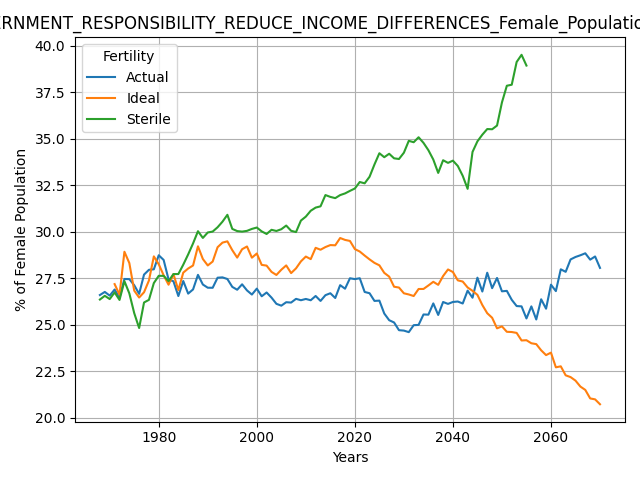 ERNMENT_RESPONSIBILITY_REDUCE_INCOME_DIFFERENCES_Female_Populatio
40.0
37.5
35.0
32.5
30.0
27.5
25.0
22.5
20.0
% of Female Population
Fertility
Actual
Ideal
Sterile
1980
2000
2020
2040
2060
Years